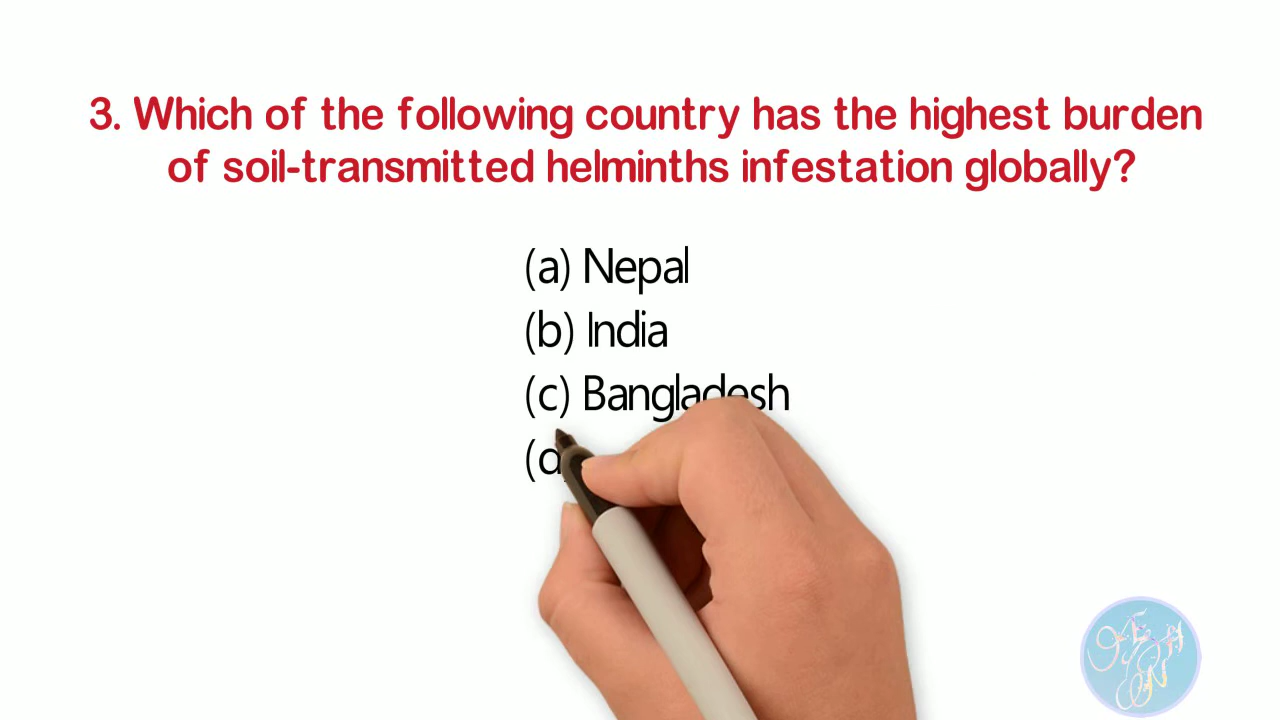 3. Which of the following country has the highest burden
of soil-transmitted helminths infestation globally?
(a) Nepal
(b) India
(c) Bangladesh
(d